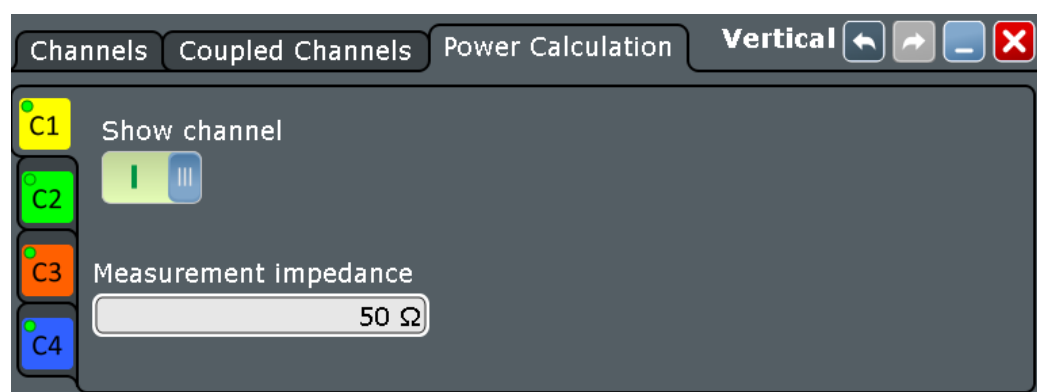 Channels Coupled Channels Power Calculation Vertical
C1
Show channel
C2
C3
Measurement impedance
50 Ω
C4